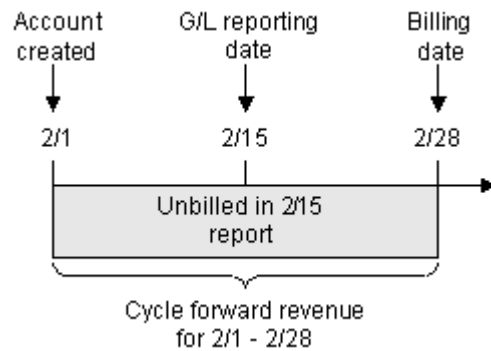 Account
created
G/L reporting
date
Billing
date
2/1
2/15
2/28
Unbilled in 2/15
report
Cycle forward revenue
for 2/1 - 2/28